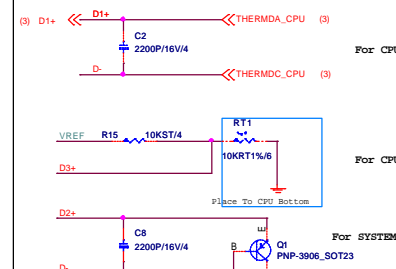 (3) D1+ D1+ THERMDA_CPU (3)
C2
2200P/16V/4
For CPU
D- THERMDC_CPU (3)
RT1
VREF R15 10KST/4
10KRT1%/6
For CPU
D3+
Place To CPU Bottom
D2+
C8
2200P/16V/4
E
For SYSTEM
B
Q1
PNP-3906_SOT23
D-